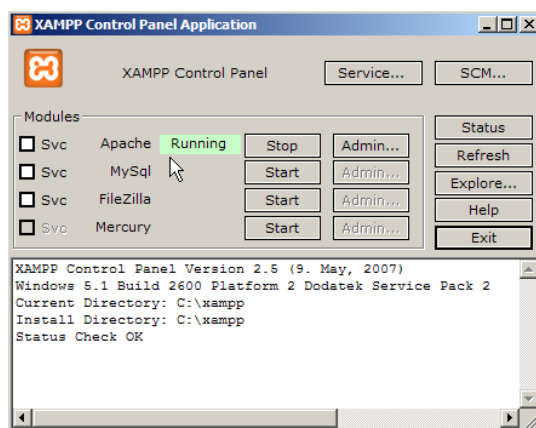 XAMPP Control Panel Application
XAMPP Control Panel Service... SCM...
Modules
Svc Apache Running Stop Admin...
Svc MySql Start Admin...
Svc FileZilla Start Admin...
Svc Mercury Start Admin...
Status
Refresh
Explore...
Help
Exit
XAMPP Control Panel Version 2.5 (9. May, 2007)
Windows 5.1 Build 2600 Platform 2 Dodatek Service Pack 2
Current Directory: C:\xampp
Install Directory: C:\xampp
Status Check OK